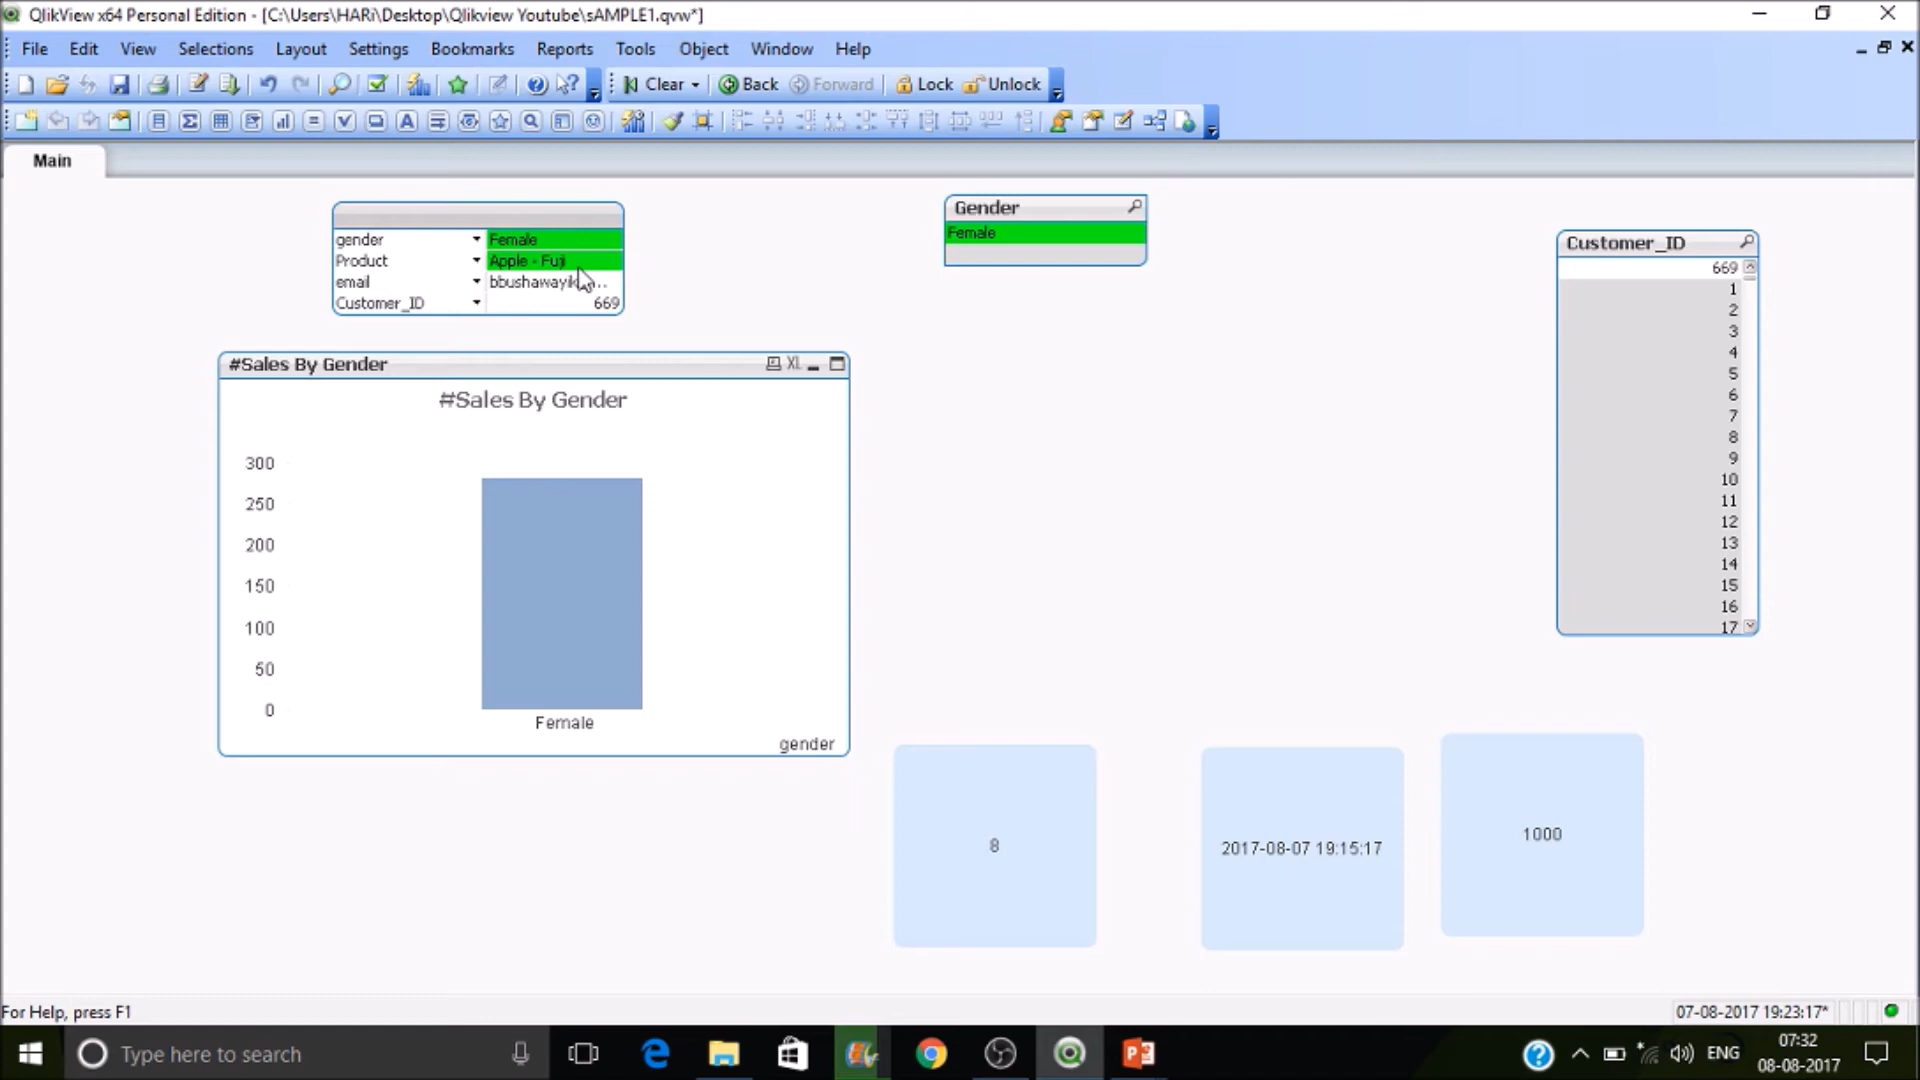 QlikView x64 Personal Edition - [C:\Users\HARi\Desktop\Qlikview Youtube\sAMPLE1.qvw*]
File Edit View Selections Layout Settings Bookmarks Reports Tools Object Window Help
Clear Back Forward Lock Unlock
Main
gender Female
Product Apple - Fuji
email
Customer_ID 669
Gender
Female
Customer_ID
669
1
2
3
4
5
6
7
8
9
10
11
12
13
14
15
16
17
#Sales By Gender XL
#Sales By Gender
300
250
200
150
100
50
0
Female
gender
8
2017-08-07 19:15:17
1000
For Help, press F1
07-08-2017 19:23:17*
Type here to search
ENG
07:32
08-08-2017